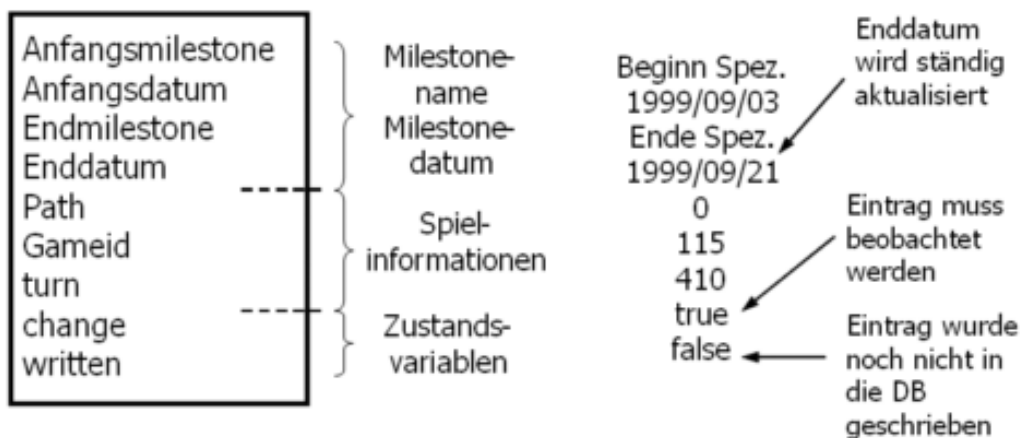 Anfangsmilestone
Anfangsdatum
Endmilestone
Enddatum
Path
Gameid
turn
change
written
Milestone-
name
Milestone-
datum
Spiel-
informationen
Zustands-
variablen
Beginn Spez.
1999/09/03
Ende Spez.
1999/09/21
0
115
410
true
false
Enddatum
wird ständig
aktualisiert
Eintrag muss
beobachtet
werden
Eintrag wurde
noch nicht in
die DB
geschrieben